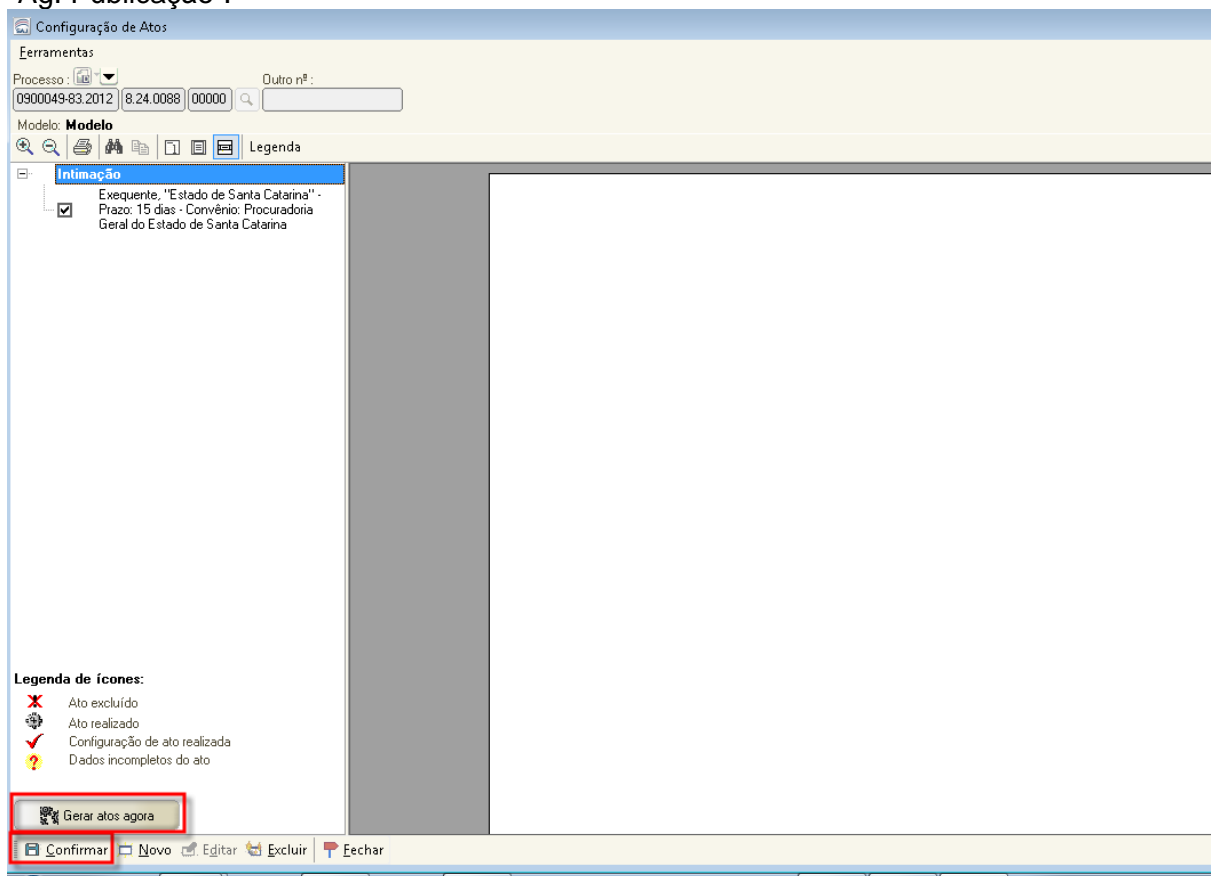 Ag. Publicação".
Configuração de Atos
Ferramentas
Processo : Outro nº :
0900049-83.2012 8.24.0088 00000
Modelo: Modelo
Legenda
Intimação
Exequente, "Estado de Santa Catarina" -
Prazo: 15 dias - Convênio: Procuradoria
Geral do Estado de Santa Catarina
Legenda de ícones:
Ato excluído
Ato realizado
Configuração de ato realizada
Dados incompletos do ato
Gerar atos agora
Confirmar Novo Editar Excluir Fechar